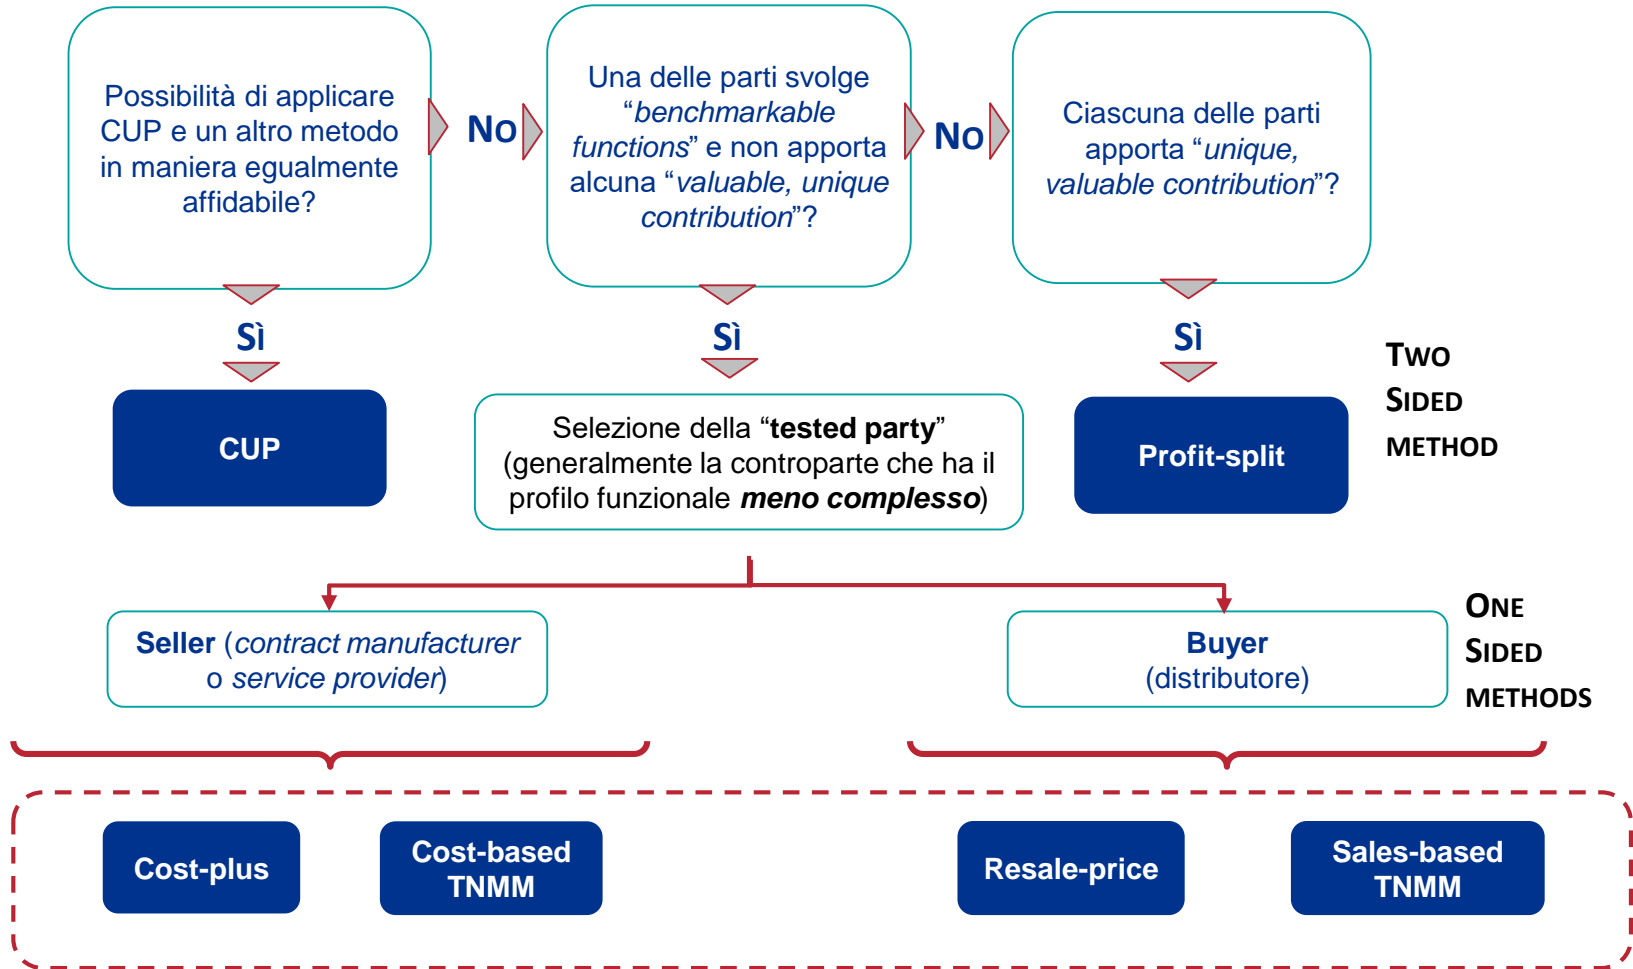 Possibilità di applicare
CUP e un altro metodo
in maniera egualmente
affidabile?
NO
Una delle parti svolge
“benchmarkable
functions” e non apporta
alcuna “valuable, unique
contribution”?
NO
Ciascuna delle parti
apporta “unique,
valuable contribution”?
SÌ
SÌ
SÌ
CUP
Selezione della “tested party”
(generalmente la controparte che ha il
profilo funzionale meno complesso)
Profit-split
TWO
SIDED
METHOD
Seller (contract manufacturer
o service provider)
Buyer
(distributore)
ONE
SIDED
METHODS
Cost-plus
Cost-based
TNMM
Resale-price
Sales-based
TNMM